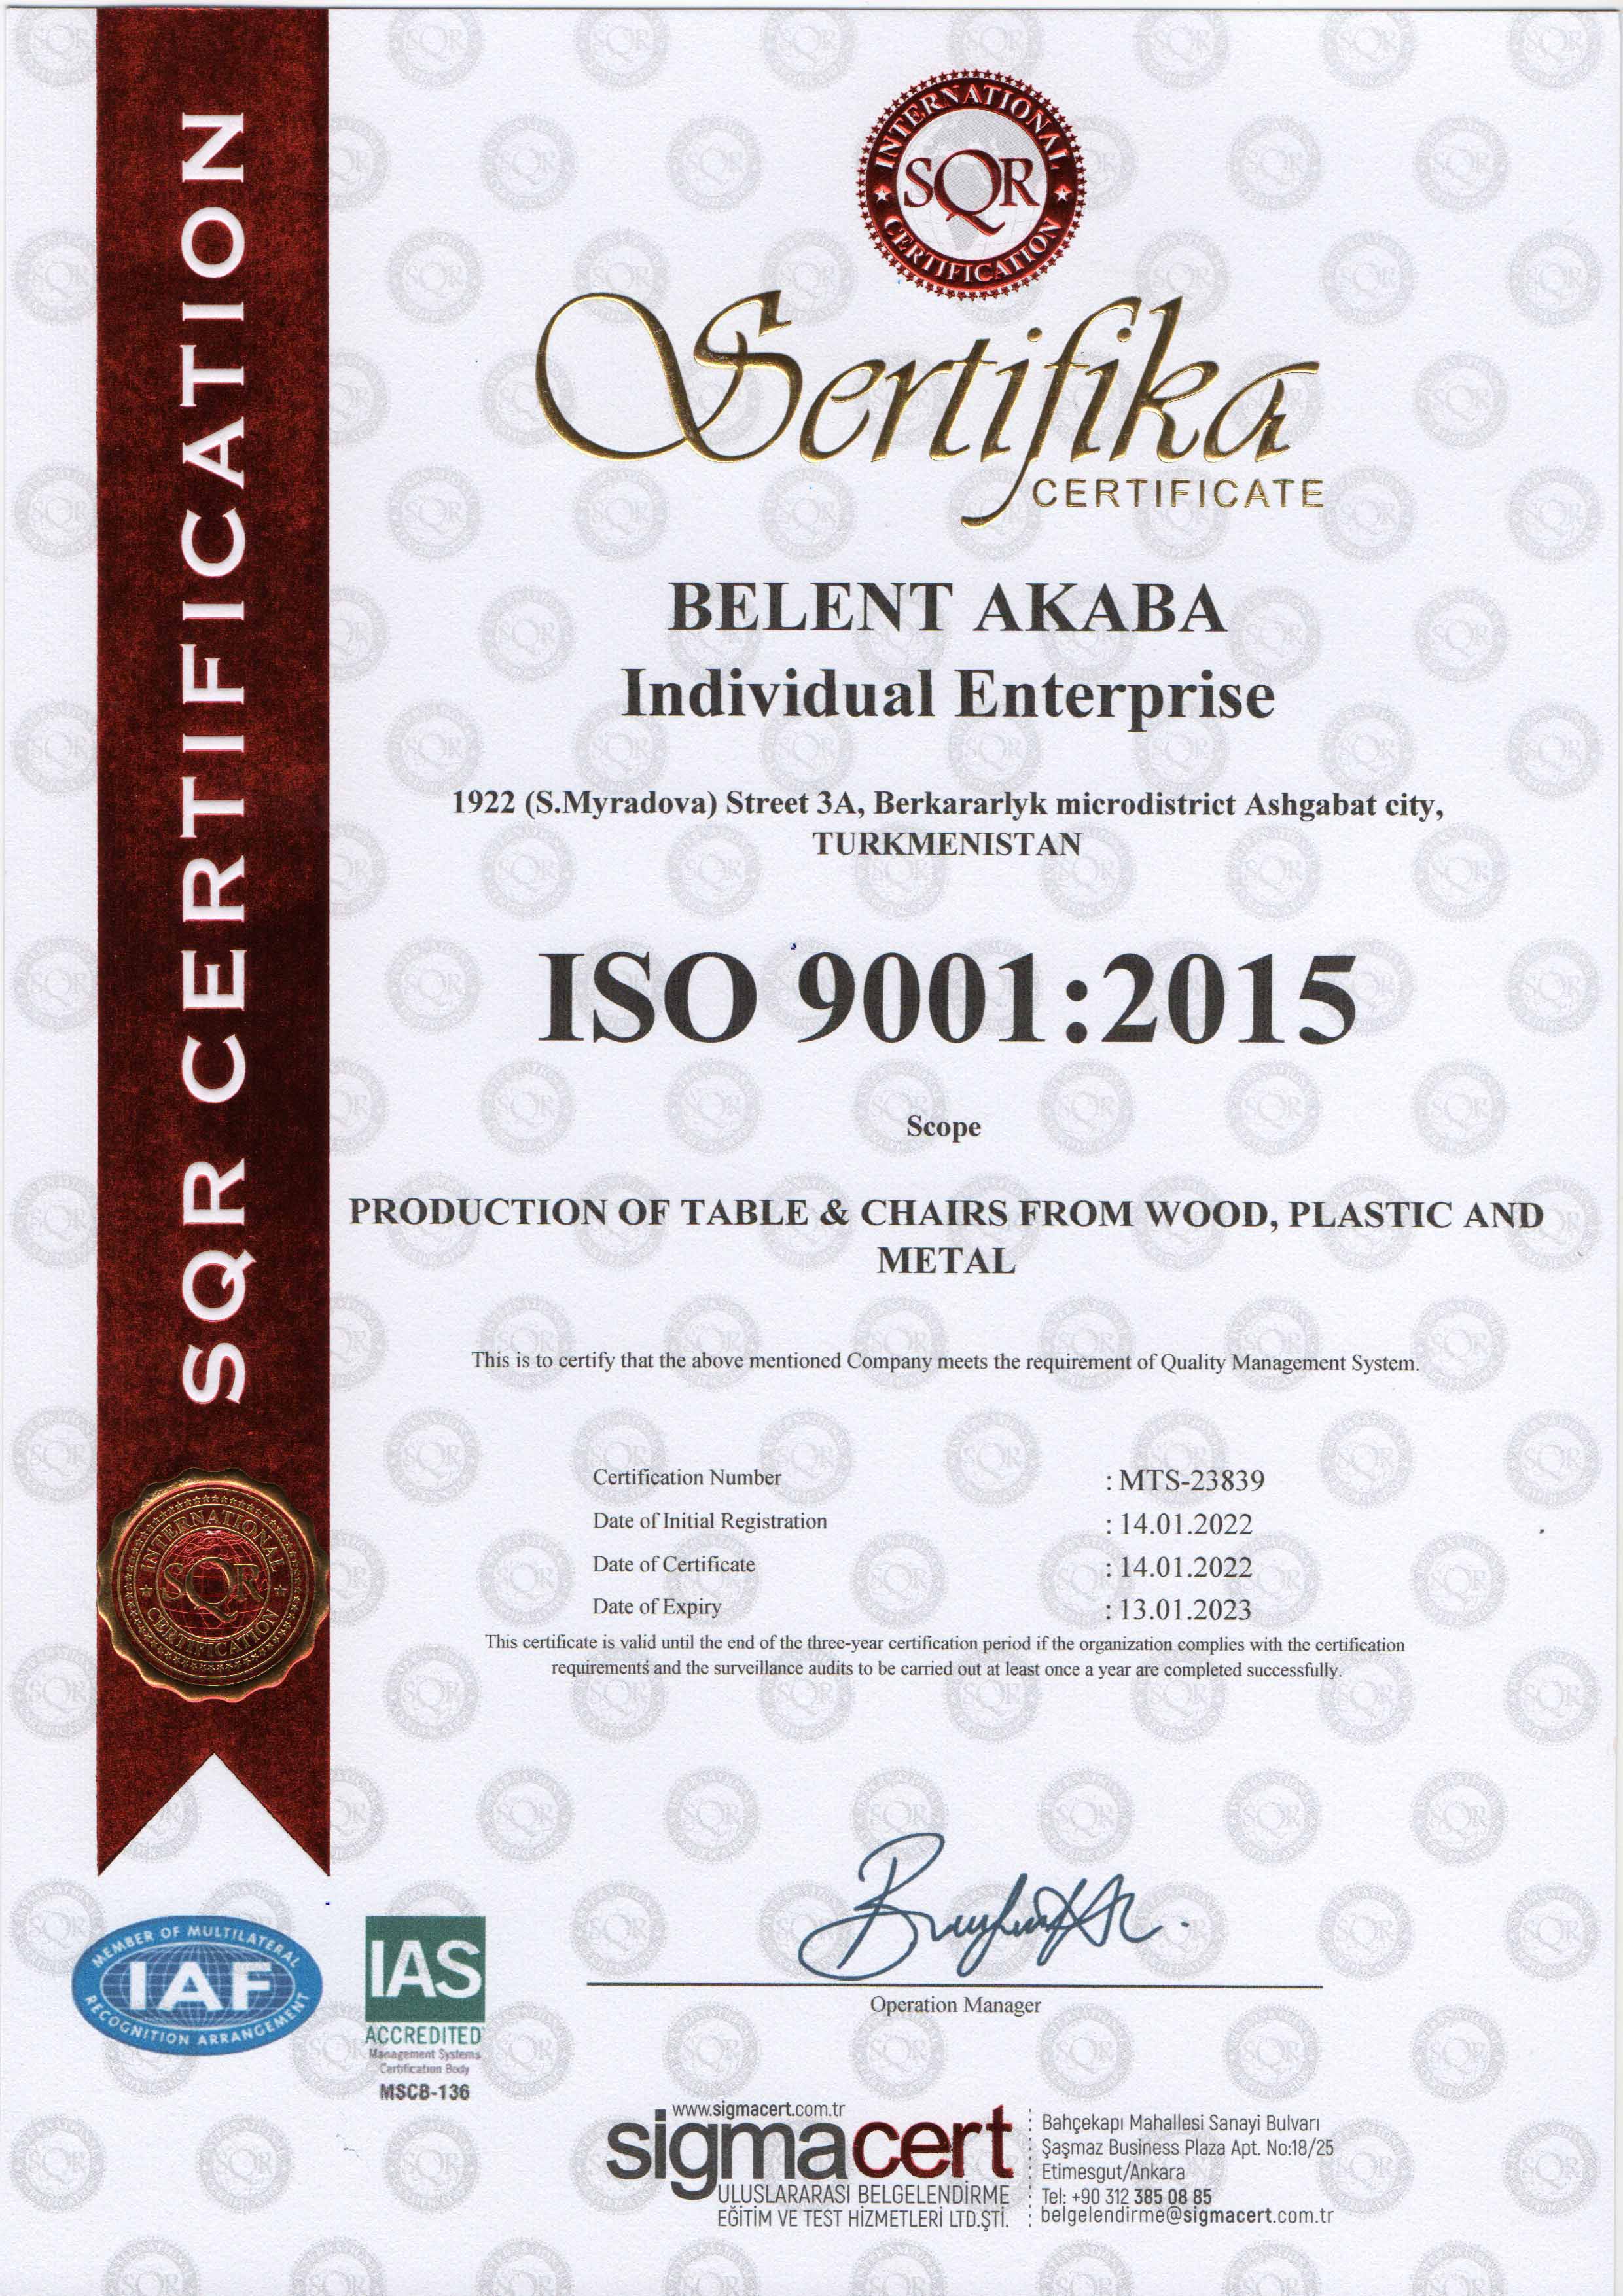 SQR CERTIFICATION
INTERNATIONAL
SQR
CERTIFICATION
Sertifika
CERTIFICATE
BELENT AKABA
Individual Enterprise
1922 (S.Myradova) Street 3A, Berkararlyk microdistrict Ashgabat city,
TURKMENISTAN
ISO 9001:2015
Scope
PRODUCTION OF TABLE & CHAIRS FROM WOOD, PLASTIC AND
METAL
This is to certify that the above mentioned Company meets the requirement of Quality Management System.
Certification Number : MTS-23839
Date of Initial Registration : 14.01.2022
Date of Certificate : 14.01.2022
Date of Expiry : 13.01.2023
This certificate is valid until the end of the three-year certification period if the organization complies with the certification
requirements and the surveillance audits to be carried out at least once a year are completed successfully.
INTERNATIONAL
SQR
CERTIFICATION
Operation Manager
MEMBER OF MULTILATERAL
IAF
RECOGNITION ARRANGEMENT
IAS
ACCREDITED
Management Systems
Certification Body
MSCB-136
www.sigmacert.com.tr
sigmacert
ULUSLARARASI BELGELENDİRME
EĞİTİM VE TEST HİZMETLERİ LTD.ŞTİ.
Bahçekapı Mahallesi Sanayi Bulvarı
Şaşmaz Business Plaza Apt. No:18/25
Etimesgut/Ankara
Tel: +90 312 385 08 85
belgelendirme@sigmacert.com.tr